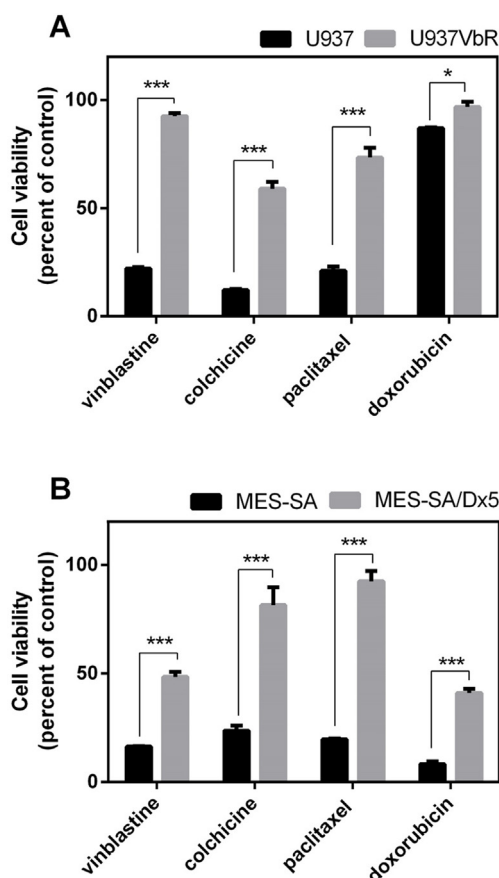 A
U937 U937VbR
Cell viability
(percent of control)
100
50
0
***
***
***
*
vinblastine
colchicine
paclitaxel
doxorubicin
B
MES-SA MES-SA/Dx5
Cell viability
(percent of control)
100
50
0
***
***
***
***
vinblastine
colchicine
paclitaxel
doxorubicin